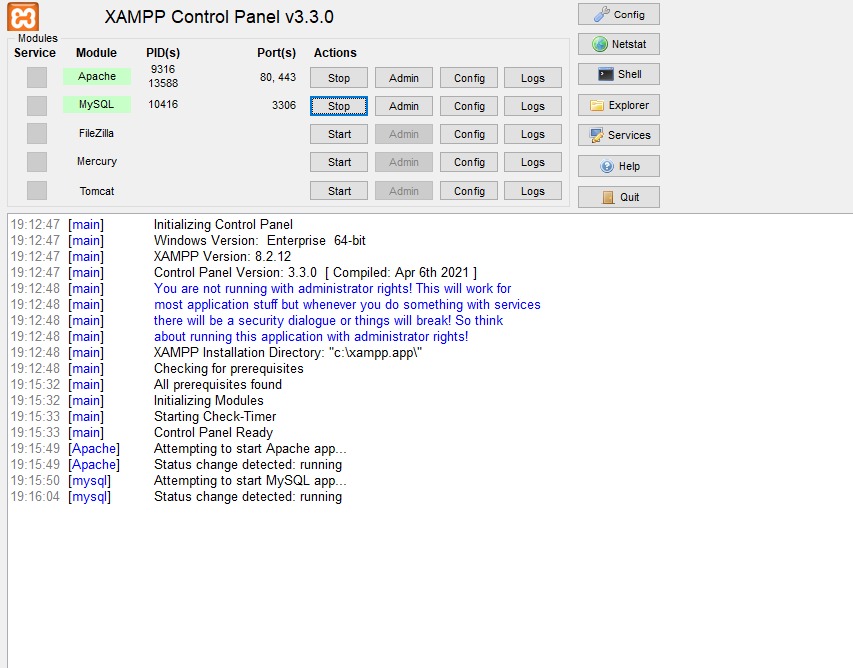 XAMPP Control Panel v3.3.0
Config
Modules
Service Module PID(s) Port(s) Actions
Netstat
Apache 9316 13588 80, 443 Stop Admin Config Logs
Shell
MySQL 10416 3306 Stop Admin Config Logs
Explorer
FileZilla Start Admin Config Logs
Services
Mercury Start Admin Config Logs
Help
Tomcat Start Admin Config Logs
Quit
19:12:47 [main] Initializing Control Panel
19:12:47 [main] Windows Version:  Enterprise  64-bit
19:12:47 [main] XAMPP Version: 8.2.12
19:12:47 [main] Control Panel Version: 3.3.0  [ Compiled: Apr 6th 2021 ]
19:12:48 [main] You are not running with administrator rights! This will work for
19:12:48 [main] most application stuff but whenever you do something with services
19:12:48 [main] there will be a security dialogue or things will break! So think
19:12:48 [main] about running this application with administrator rights!
19:12:48 [main] XAMPP Installation Directory: "c:\xampp.app\"
19:12:48 [main] Checking for prerequisites
19:15:32 [main] All prerequisites found
19:15:32 [main] Initializing Modules
19:15:33 [main] Starting Check-Timer
19:15:33 [main] Control Panel Ready
19:15:49 [Apache] Attempting to start Apache app...
19:15:49 [Apache] Status change detected: running
19:15:50 [mysql] Attempting to start MySQL app...
19:16:04 [mysql] Status change detected: running